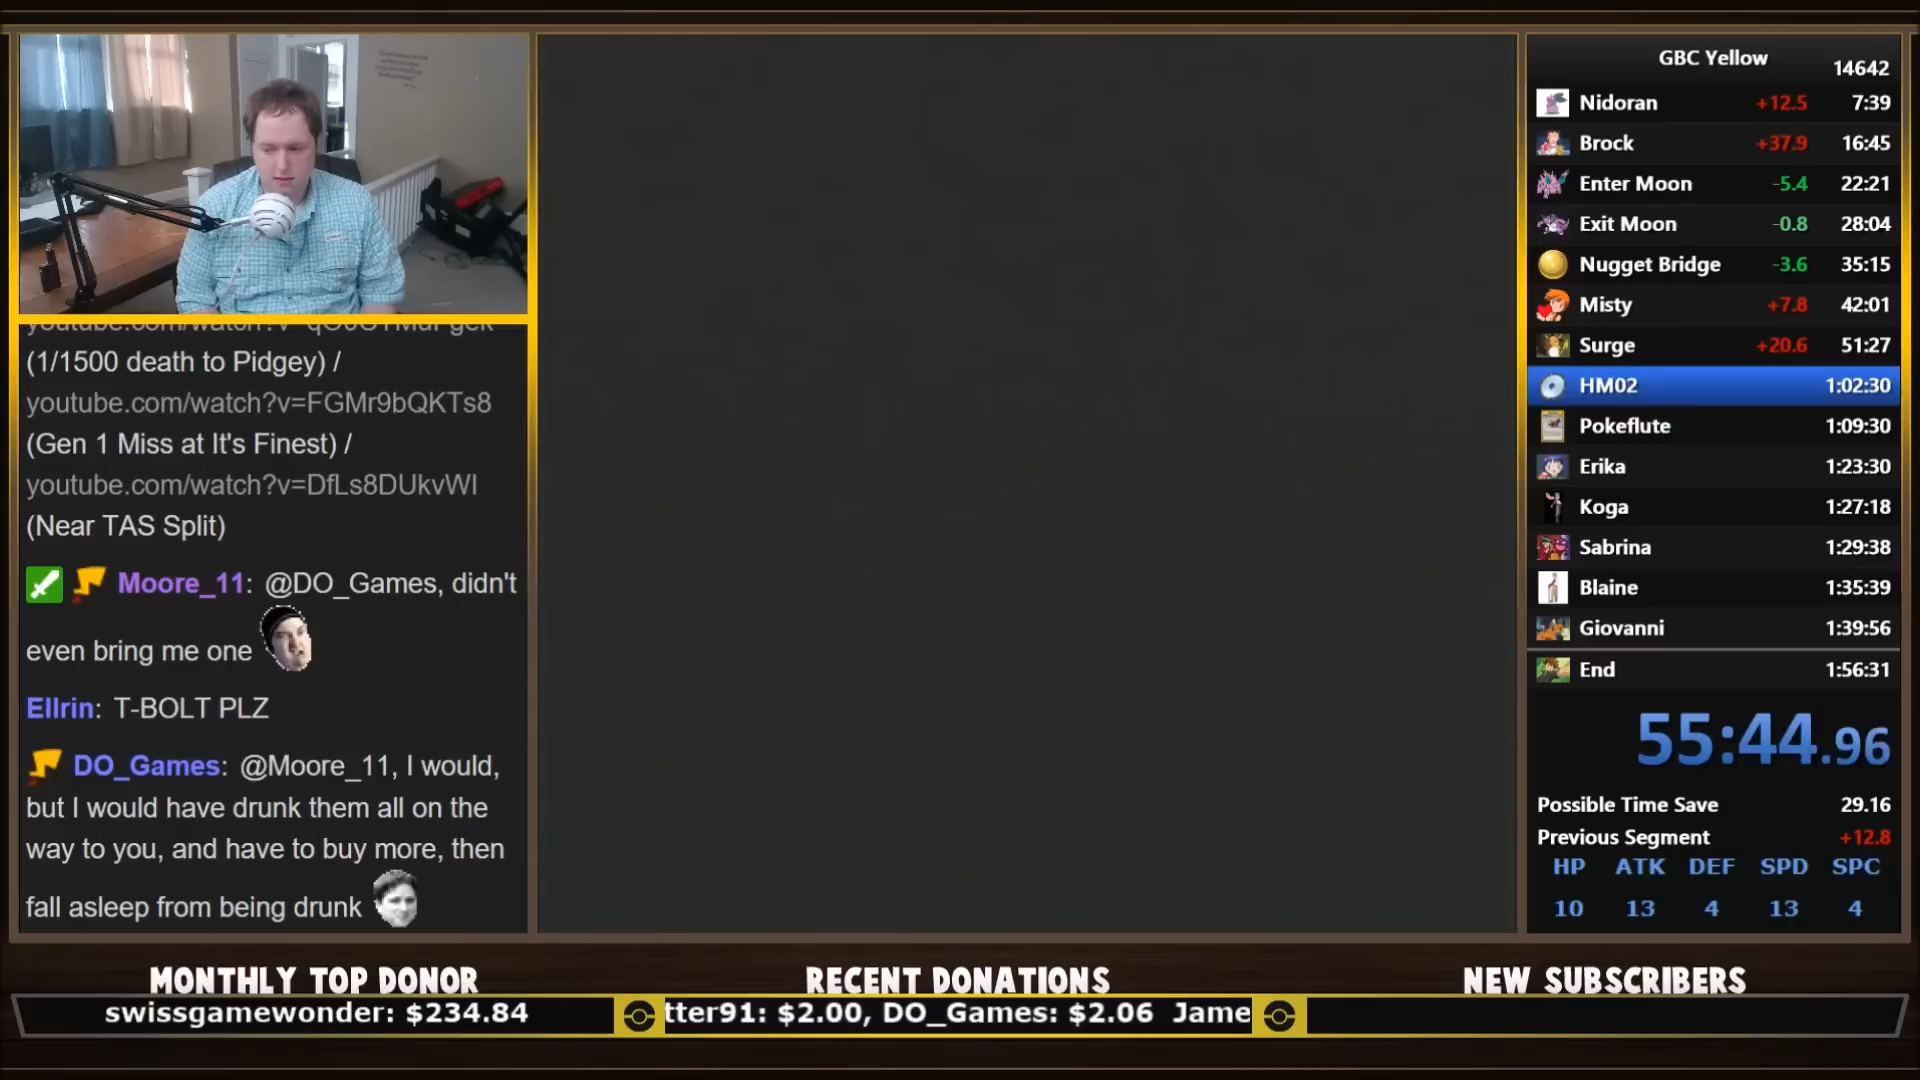 (1/1500 death to Pidgey) /
youtube.com/watch?v=FGMr9bQKTs8
(Gen 1 Miss at It's Finest) /
youtube.com/watch?v=DfLs8DUkvWI
(Near TAS Split)
Moore_11: @DO_Games, didn't
even bring me one
Ellrin: T-BOLT PLZ
DO_Games: @Moore_11, I would,
but I would have drunk them all on the
way to you, and have to buy more, then
fall asleep from being drunk
GBC Yellow 14642
Nidoran +12.5 7:39
Brock +37.9 16:45
Enter Moon -5.4 22:21
Exit Moon -0.8 28:04
Nugget Bridge -3.6 35:15
Misty +7.8 42:01
Surge +20.6 51:27
HM02 1:02:30
Pokeflute 1:09:30
Erika 1:23:30
Koga 1:27:18
Sabrina 1:29:38
Blaine 1:35:39
Giovanni 1:39:56
End 1:56:31
55:44.96
Possible Time Save 29.16
Previous Segment +12.8
HP ATK DEF SPD SPC
10 13 4 13 4
MONTHLY TOP DONOR
swissgamewonder: $234.84
RECENT DONATIONS
tter91: $2.00, DO_Games: $2.06 Jame
NEW SUBSCRIBERS